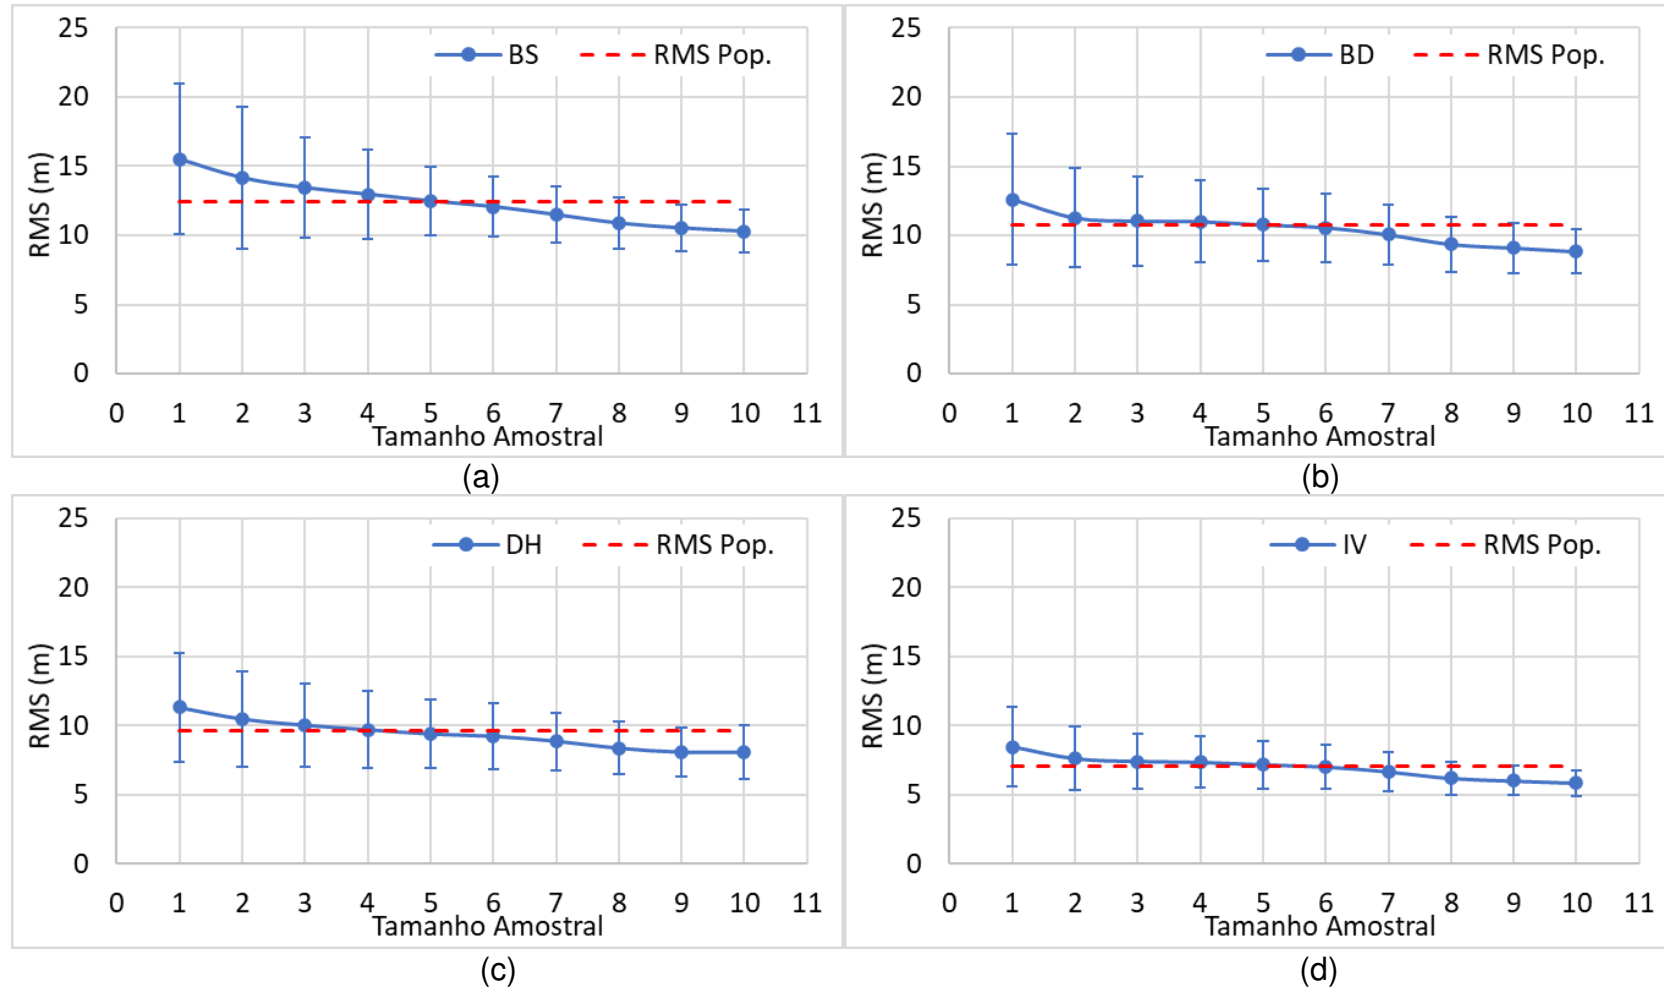 25
BS RMS Pop.
20
15
10
5
0
RMS (m)
0 1 2 3 4 5 6 7 8 9 10 11
Tamanho Amostral
(a)
25
BD RMS Pop.
20
15
10
5
0
RMS (m)
0 1 2 3 4 5 6 7 8 9 10 11
Tamanho Amostral
(b)
25
DH RMS Pop.
20
15
10
5
0
RMS (m)
0 1 2 3 4 5 6 7 8 9 10 11
Tamanho Amostral
(c)
25
IV RMS Pop.
20
15
10
5
0
RMS (m)
0 1 2 3 4 5 6 7 8 9 10 11
Tamanho Amostral
(d)